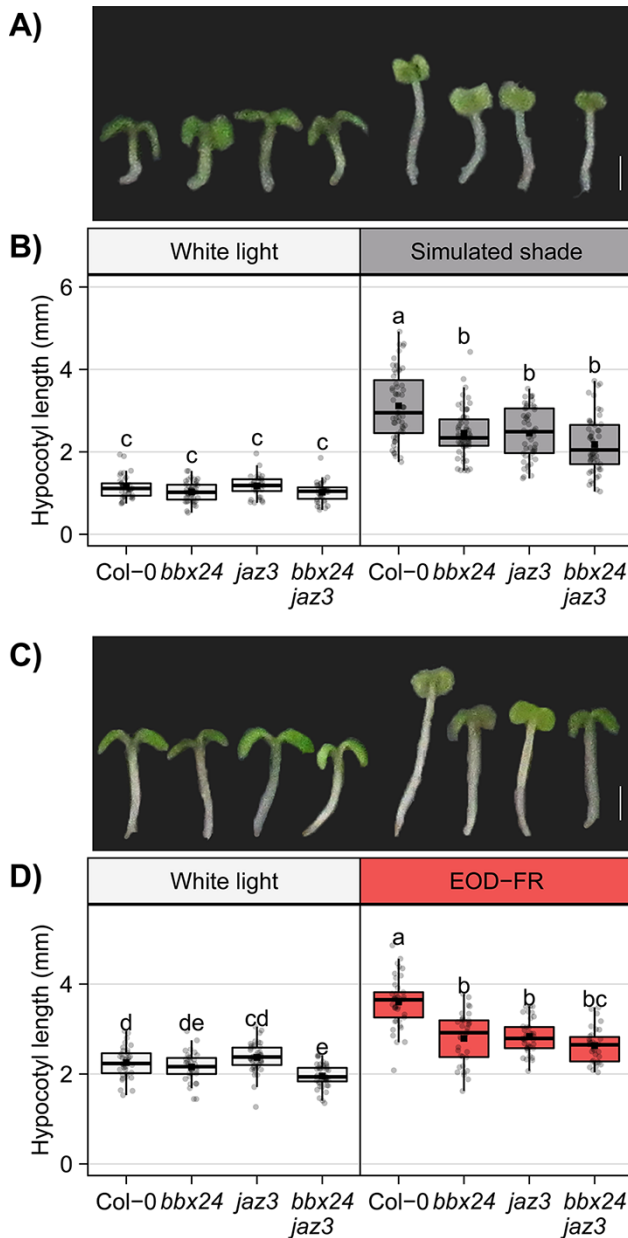 A)
B)
White light Simulated shade
Hypocotyl length (mm)
6
4
2
0
a
b
b
b
c
c
c
c
Col−0 bbx24 jaz3 bbx24 jaz3 Col−0 bbx24 jaz3 bbx24 jaz3
C)
D)
White light EOD−FR
Hypocotyl length (mm)
4
2
0
a
b
b
bc
d
de
cd
e
Col−0 bbx24 jaz3 bbx24 jaz3 Col−0 bbx24 jaz3 bbx24 jaz3